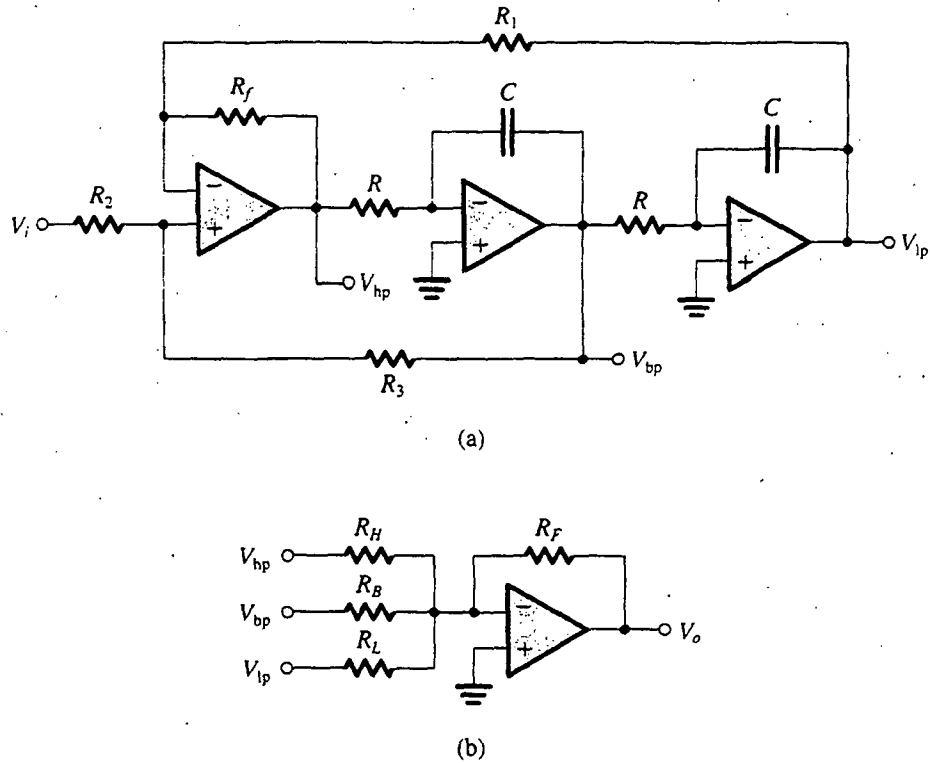 R1
Rf
C
C
R2
R
R
Vi
−
+
−
+
−
+
Vlp
Vhp
R3
Vbp
(a)
RH
RF
Vhp
RB
Vbp
−
+
Vo
RL
Vlp
(b)